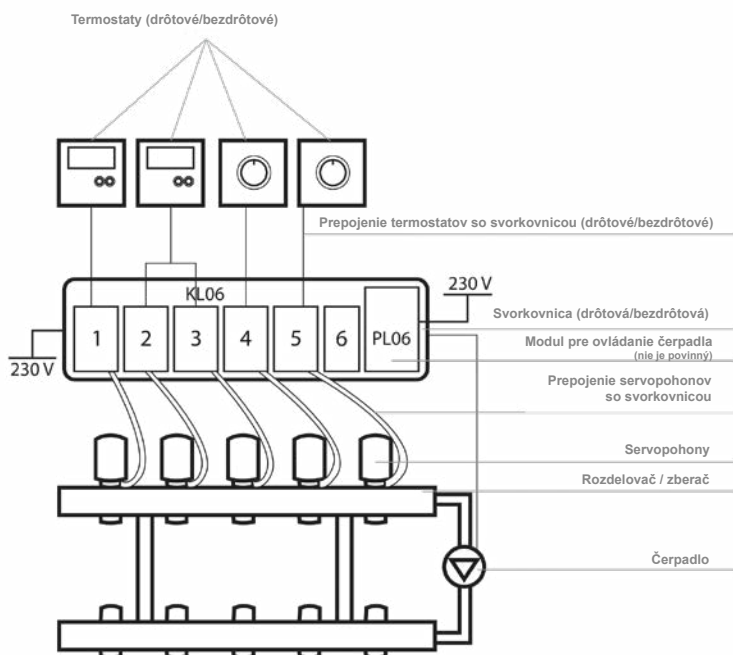 Termostaty (drôtové/bezdrôtové)
Prepojenie termostatov so svorkovnicou (drôtové/bezdrôtové)
KL06
230 V
Svorkovnica (drôtová/bezdrôtová)
1 2 3 4 5 6 PL06
Modul pre ovládanie čerpadla
(nie je povinný)
230 V
Prepojenie servopohonov
so svorkovnicou
Servopohony
Rozdelovač / zberač
Čerpadlo